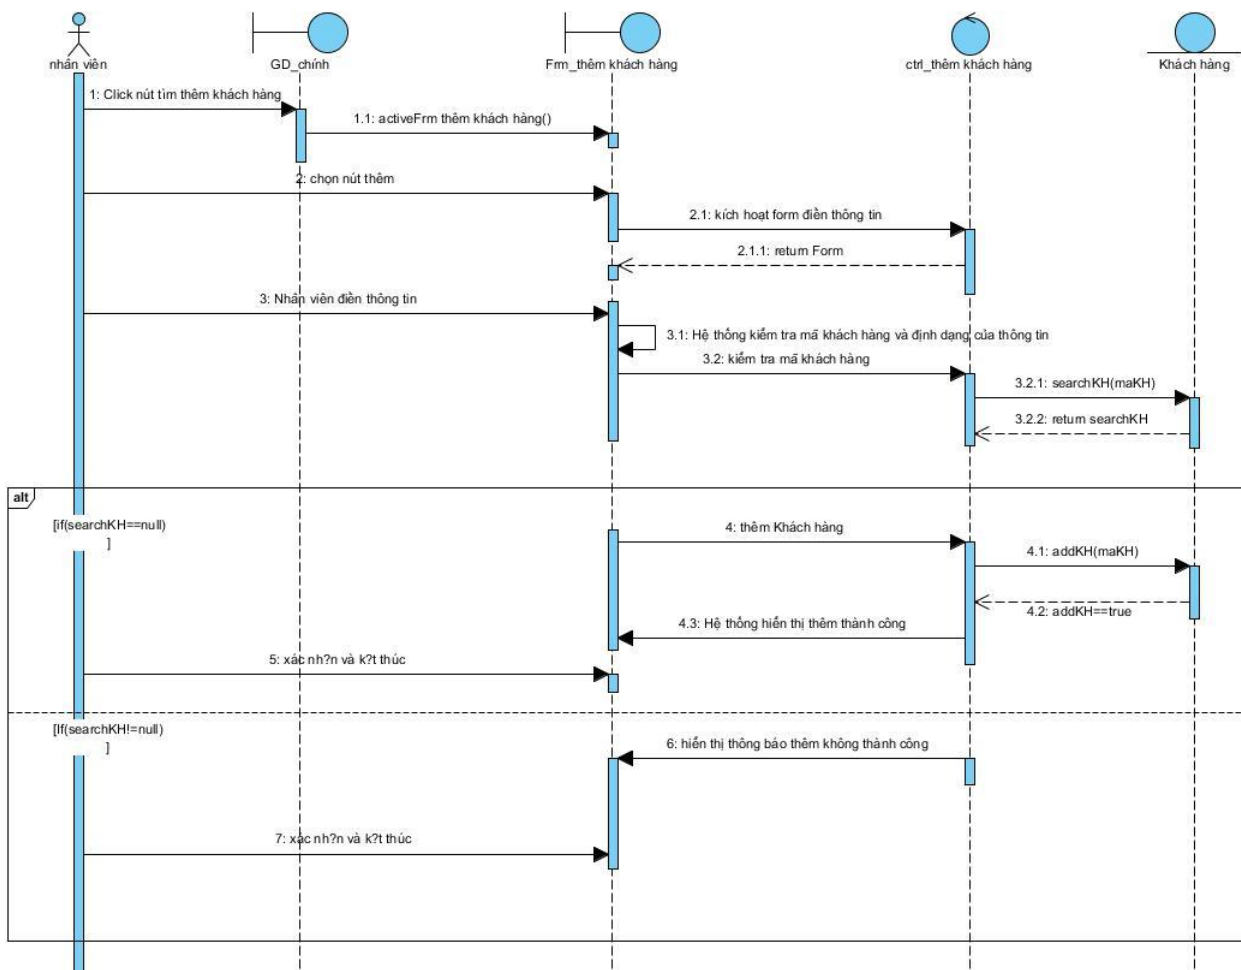 nhân viên
GD_chính
Frm_thêm khách hàng
ctrl_thêm khách hàng
Khách hàng
1: Click nút tìm thêm khách hàng
1.1: activeFrm thêm khách hàng()
2: chọn nút thêm
2.1: kích hoạt form điền thông tin
2.1.1: return Form
3: Nhân viên điền thông tin
3.1: Hệ thống kiểm tra mã khách hàng và định dạng của thông tin
3.2: kiểm tra mã khách hàng
3.2.1: searchKH(maKH)
3.2.2: return searchKH
alt
[if(searchKH==null)
]
4: thêm Khách hàng
4.1: addKH(maKH)
4.2: addKH==true
4.3: Hệ thống hiển thị thêm thành công
5: xác nh?n và k?t thúc
[If(searchKH!=null)
]
6: hiển thị thông báo thêm không thành công
7: xác nh?n và k?t thúc